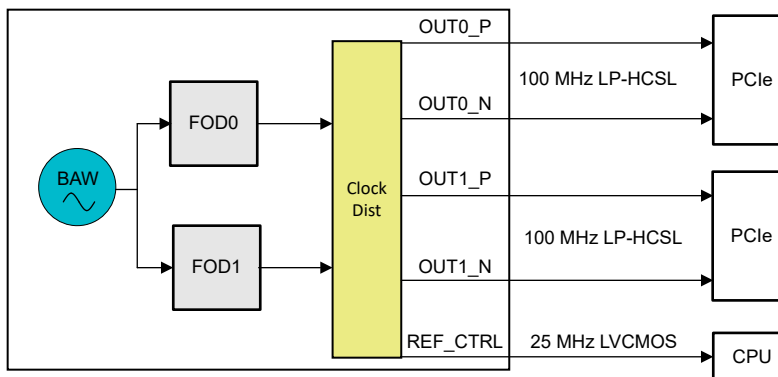 OUT0_P
100 MHz LP-HCSL
PCIe
OUT0_N
FOD0
BAW
Clock
Dist
OUT1_P
100 MHz LP-HCSL
PCIe
FOD1
OUT1_N
REF_CTRL
25 MHz LVCMOS
CPU